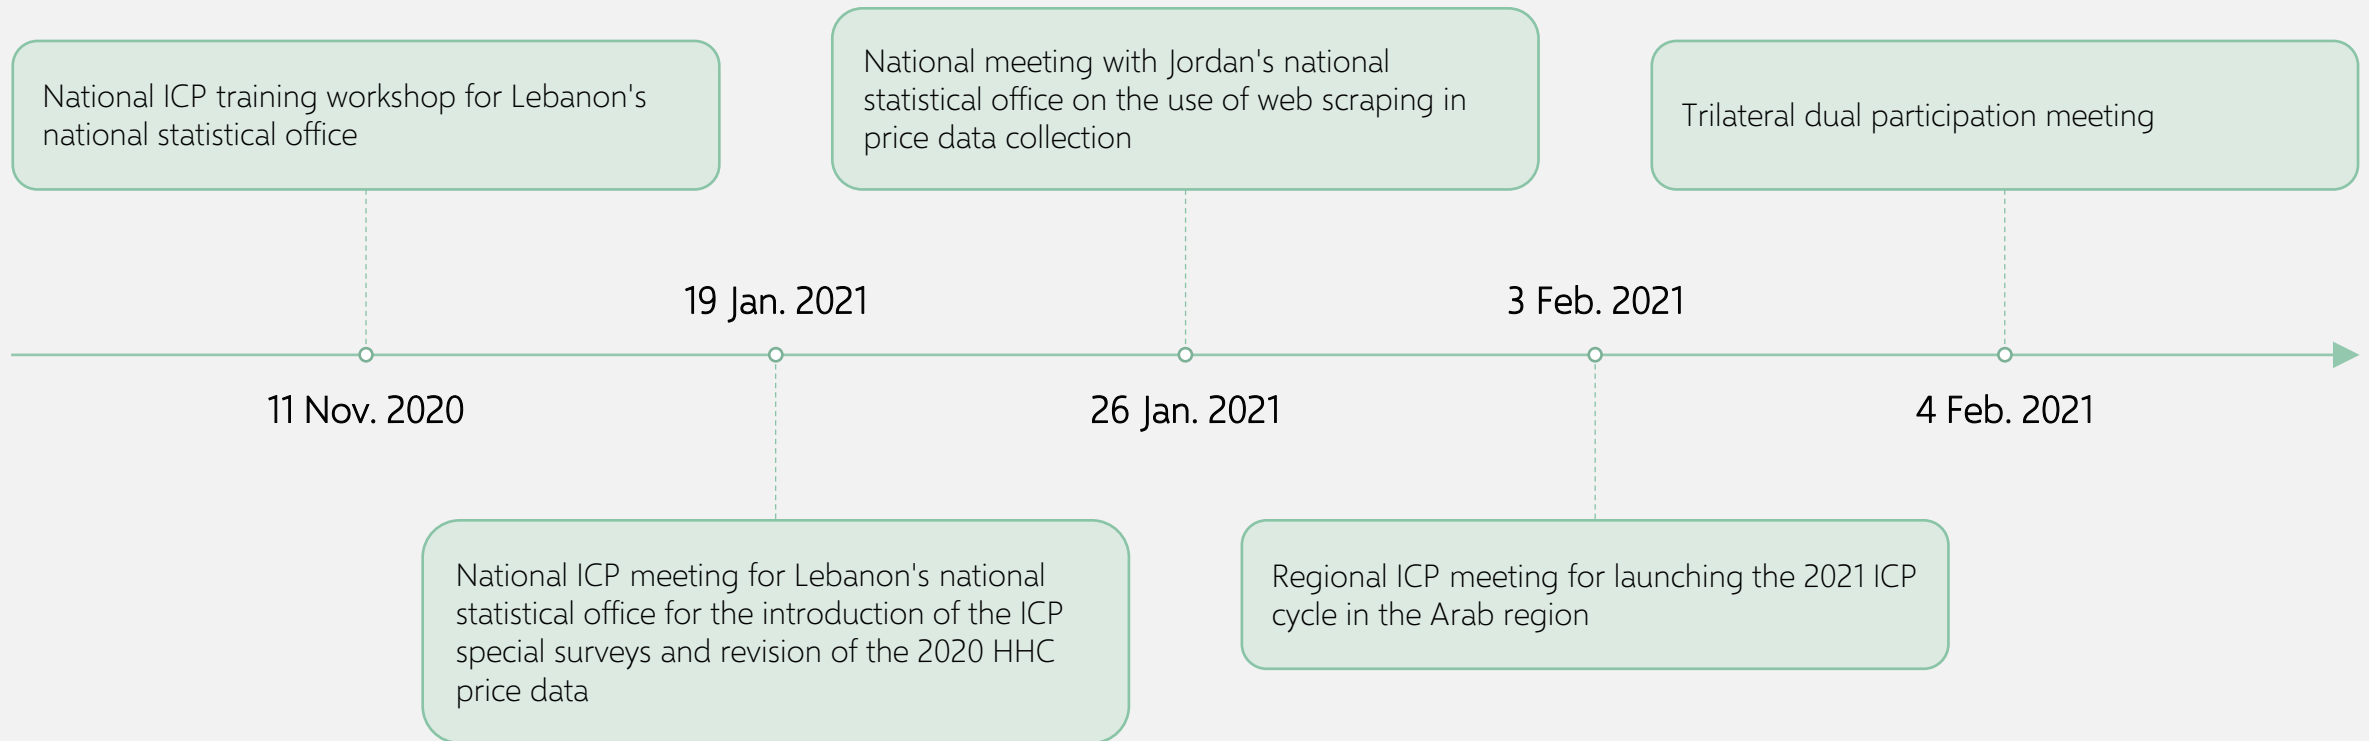 National ICP training workshop for Lebanon's
national statistical office
National meeting with Jordan's national
statistical office on the use of web scraping in
price data collection
Trilateral dual participation meeting
19 Jan. 2021
3 Feb. 2021
11 Nov. 2020
26 Jan. 2021
4 Feb. 2021
National ICP meeting for Lebanon's national
statistical office for the introduction of the ICP
special surveys and revision of the 2020 HHC
price data
Regional ICP meeting for launching the 2021 ICP
cycle in the Arab region